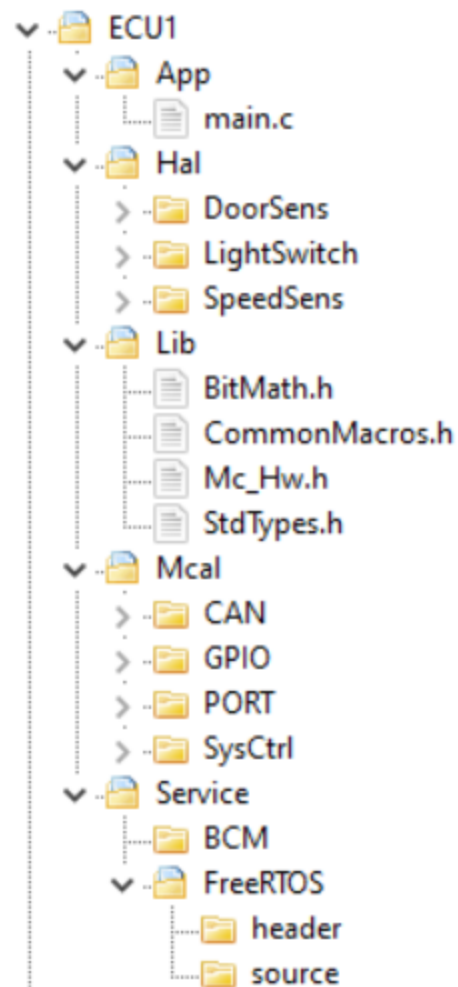 ECU1
App
main.c
Hal
DoorSens
LightSwitch
SpeedSens
Lib
BitMath.h
CommonMacros.h
Mc_Hw.h
StdTypes.h
Mcal
CAN
GPIO
PORT
SysCtrl
Service
BCM
FreeRTOS
header
source